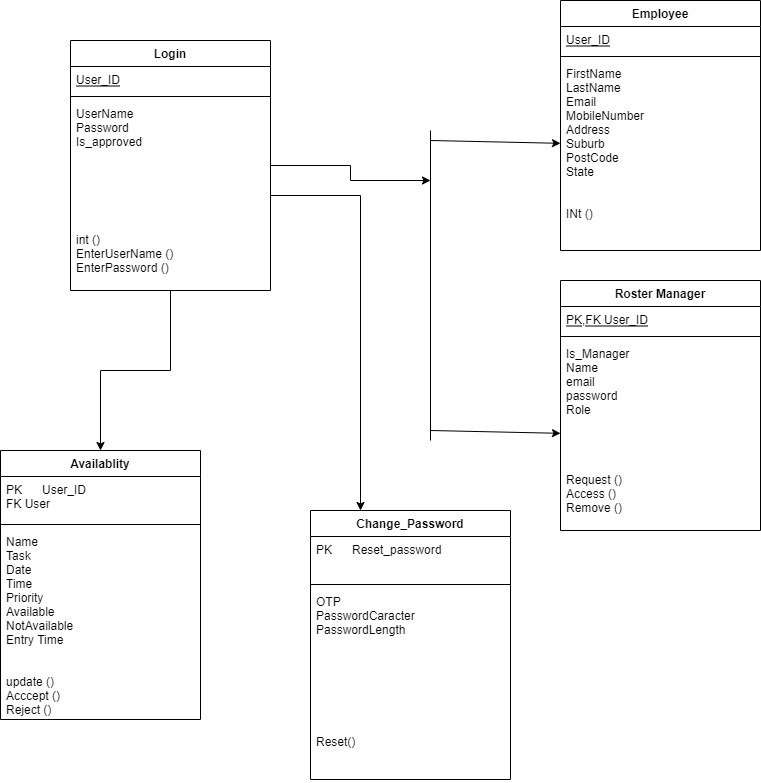 Login
User_ID
UserName
Password
Is_approved
int ()
EnterUserName ()
EnterPassword ()
Employee
User_ID
FirstName
LastName
Email
MobileNumber
Address
Suburb
PostCode
State
INt ()
Roster Manager
PK,FK User_ID
Is_Manager
Name
email
password
Role
Request ()
Access ()
Remove ()
Availablity
PK User_ID
FK User
Name
Task
Date
Time
Priority
Available
NotAvailable
Entry Time
update ()
Acccept ()
Reject ()
Change_Password
PK Reset_password
OTP
PasswordCaracter
PasswordLength
Reset()